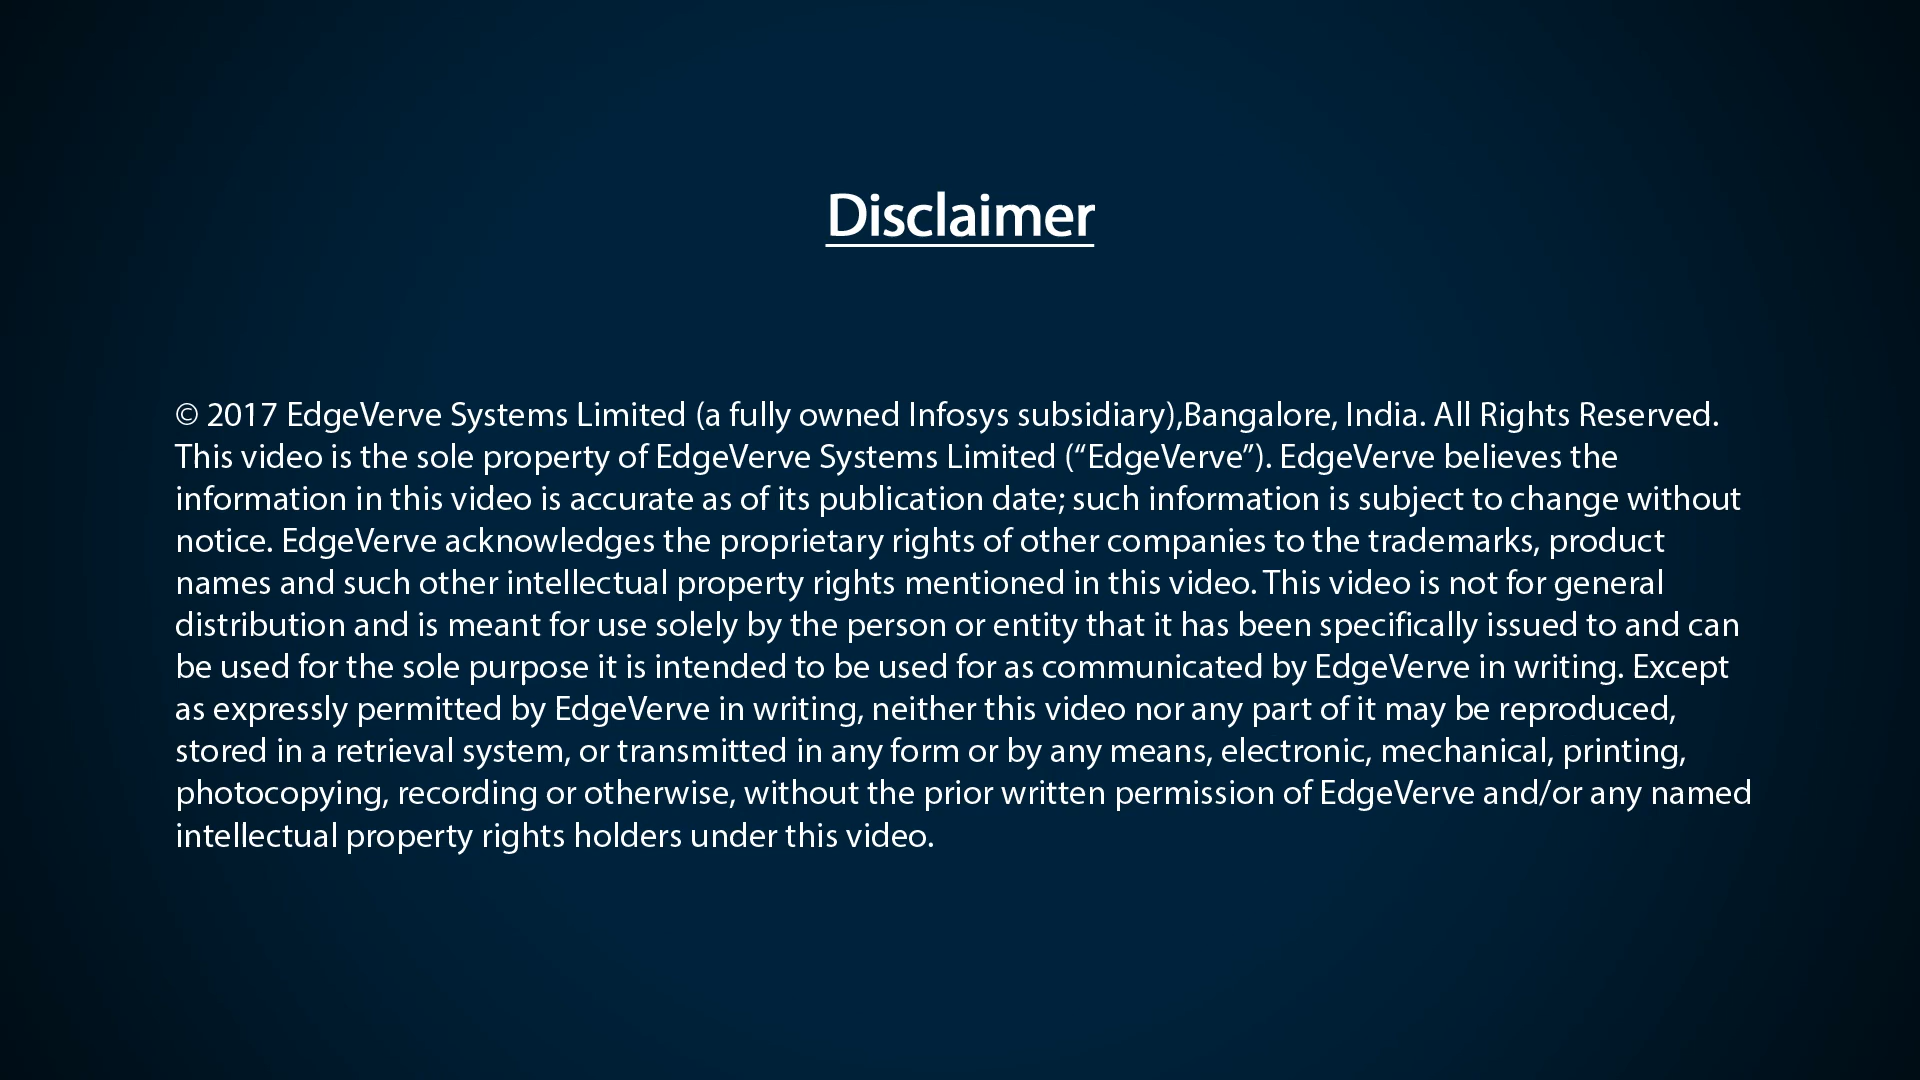 Disclaimer
© 2017 EdgeVerve Systems Limited (a fully owned Infosys subsidiary),Bangalore, India. All Rights Reserved.
This video is the sole property of EdgeVerve Systems Limited (“EdgeVerve”). EdgeVerve believes the
information in this video is accurate as of its publication date; such information is subject to change without
notice. EdgeVerve acknowledges the proprietary rights of other companies to the trademarks, product
names and such other intellectual property rights mentioned in this video. This video is not for general
distribution and is meant for use solely by the person or entity that it has been specifically issued to and can
be used for the sole purpose it is intended to be used for as communicated by EdgeVerve in writing. Except
as expressly permitted by EdgeVerve in writing, neither this video nor any part of it may be reproduced,
stored in a retrieval system, or transmitted in any form or by any means, electronic, mechanical, printing,
photocopying, recording or otherwise, without the prior written permission of EdgeVerve and/or any named
intellectual property rights holders under this video.